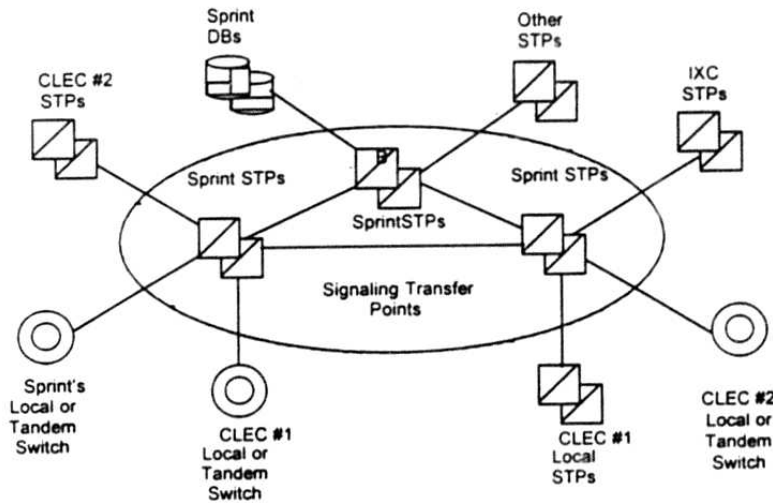 Sprint
DBs
Other
STPs
CLEC #2
STPs
IXC
STPs
B
Sprint STPs
Sprint STPs
SprintSTPs
Signaling Transfer
Points
Sprint's
Local or
Tandem
Switch
CLEC #1
Local or
Tandem
Switch
CLEC #1
Local
STPs
CLEC #2
Local or
Tandem
Switch